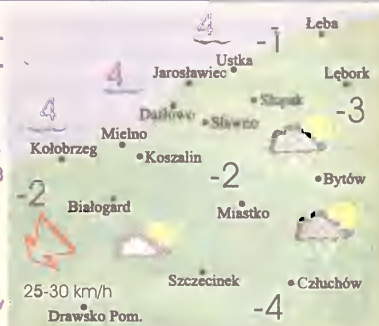 4
-1
Łeba
Ustka
4
Jarosławiec
Lębork
4
Darłowo
Słupsk
-3
Sławno
Mielno
Kołobrzeg
Koszalin
-2
Bytów
-2
Białogard
Miastko
Szczecinek
Człuchów
25-30 km/h
-4
Drawsko Pom.